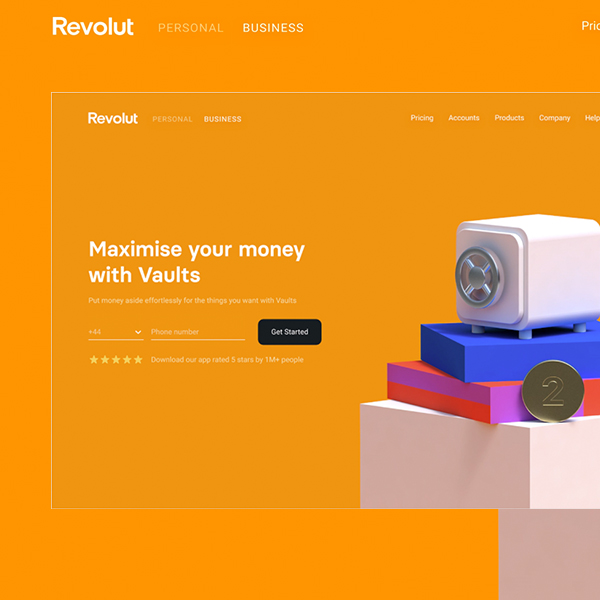 Revolut PERSONAL BUSINESS
Revolut PERSONAL BUSINESS Pricing Accounts Products Company Help
Maximise your money
with Vaults
Put money aside effortlessly for the things you want with Vaults
+44 Phone number Get Started
Download our app rated 5 stars by 1M+ people
2